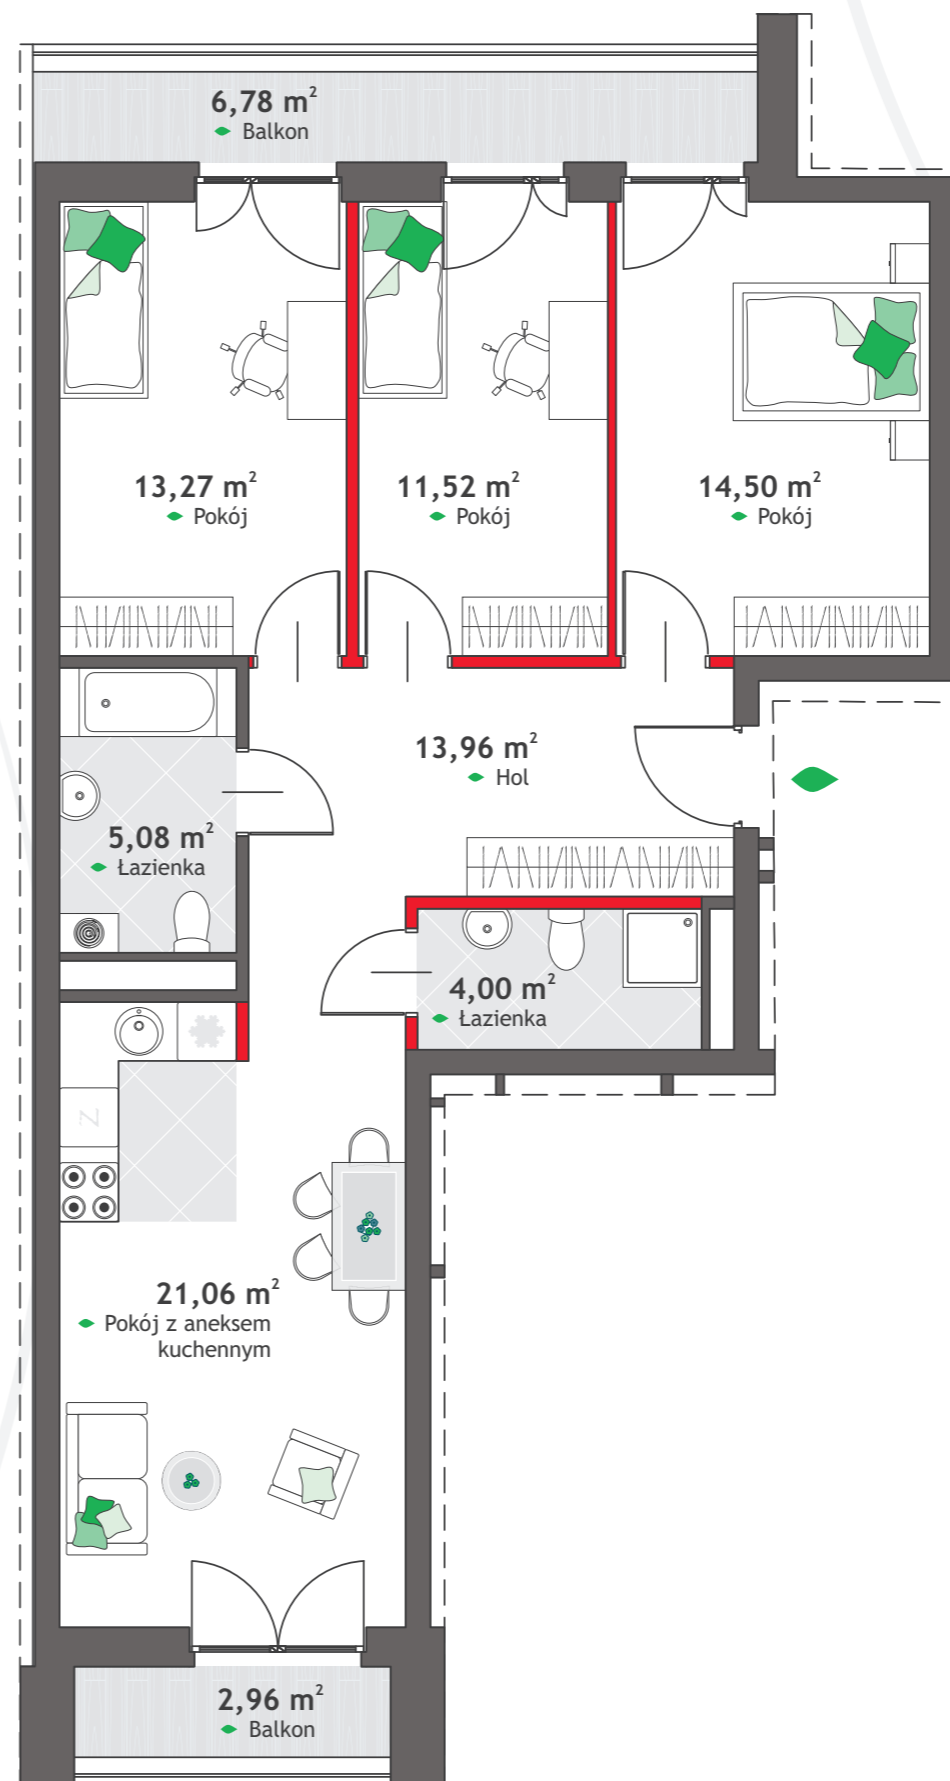 6,78 m²
Balkon
13,27 m²
Pokój
11,52 m²
Pokój
14,50 m²
Pokój
13,96 m²
Hol
5,08 m²
Łazienka
4,00 m²
Łazienka
Z
21,06 m²
Pokój z aneksem
kuchennym
2,96 m²
Balkon